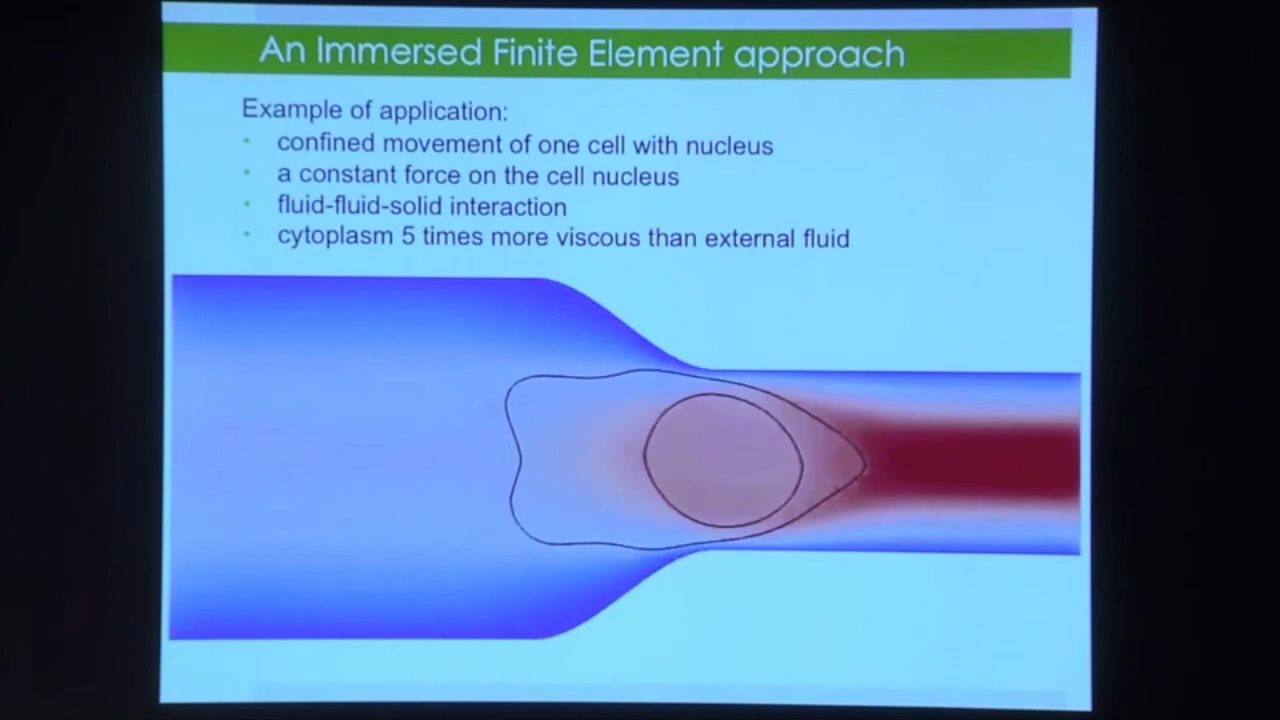 An Immersed Finite Element approach
Example of application:
• confined movement of one cell with nucleus
• a constant force on the cell nucleus
• fluid-fluid-solid interaction
• cytoplasm 5 times more viscous than external fluid